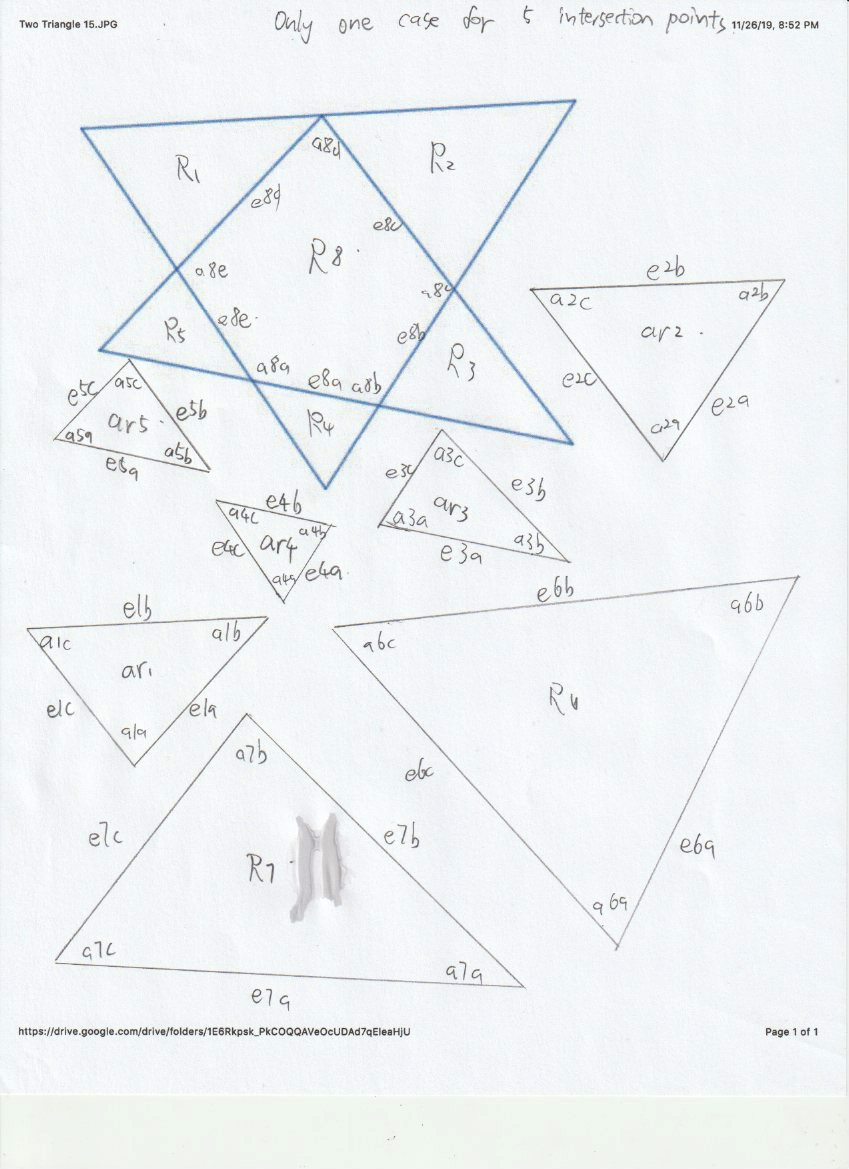 Two Triangle 15.JPG
Only one case for 5 intersection points
11/26/19, 8:52 PM
R1
a8d
R2
e8d
e8c
R8
a8e
a8c
R5
e8e
e8b
R3
a8a
e8a
a8b
R4
e2b
a2c
a2b
ar2
e2c
e2a
a2a
e5c
a5c
e5b
ar5
a5a
a5b
e5a
e4b
a4c
a4b
e4c
ar4
a4a
e4a
a3c
e3c
e3b
ar3
a3a
a3b
e3a
e1b
a1c
a1b
ar1
e1c
e1a
a1a
e6b
a6b
a6c
e6c
e6a
a6a
a7b
e7c
e7b
R7
a7c
a7a
e7a
https://drive.google.com/drive/folders/1E6Rkpsk_PkCOQQAVeOcUDAd7qEleaHjU
Page 1 of 1